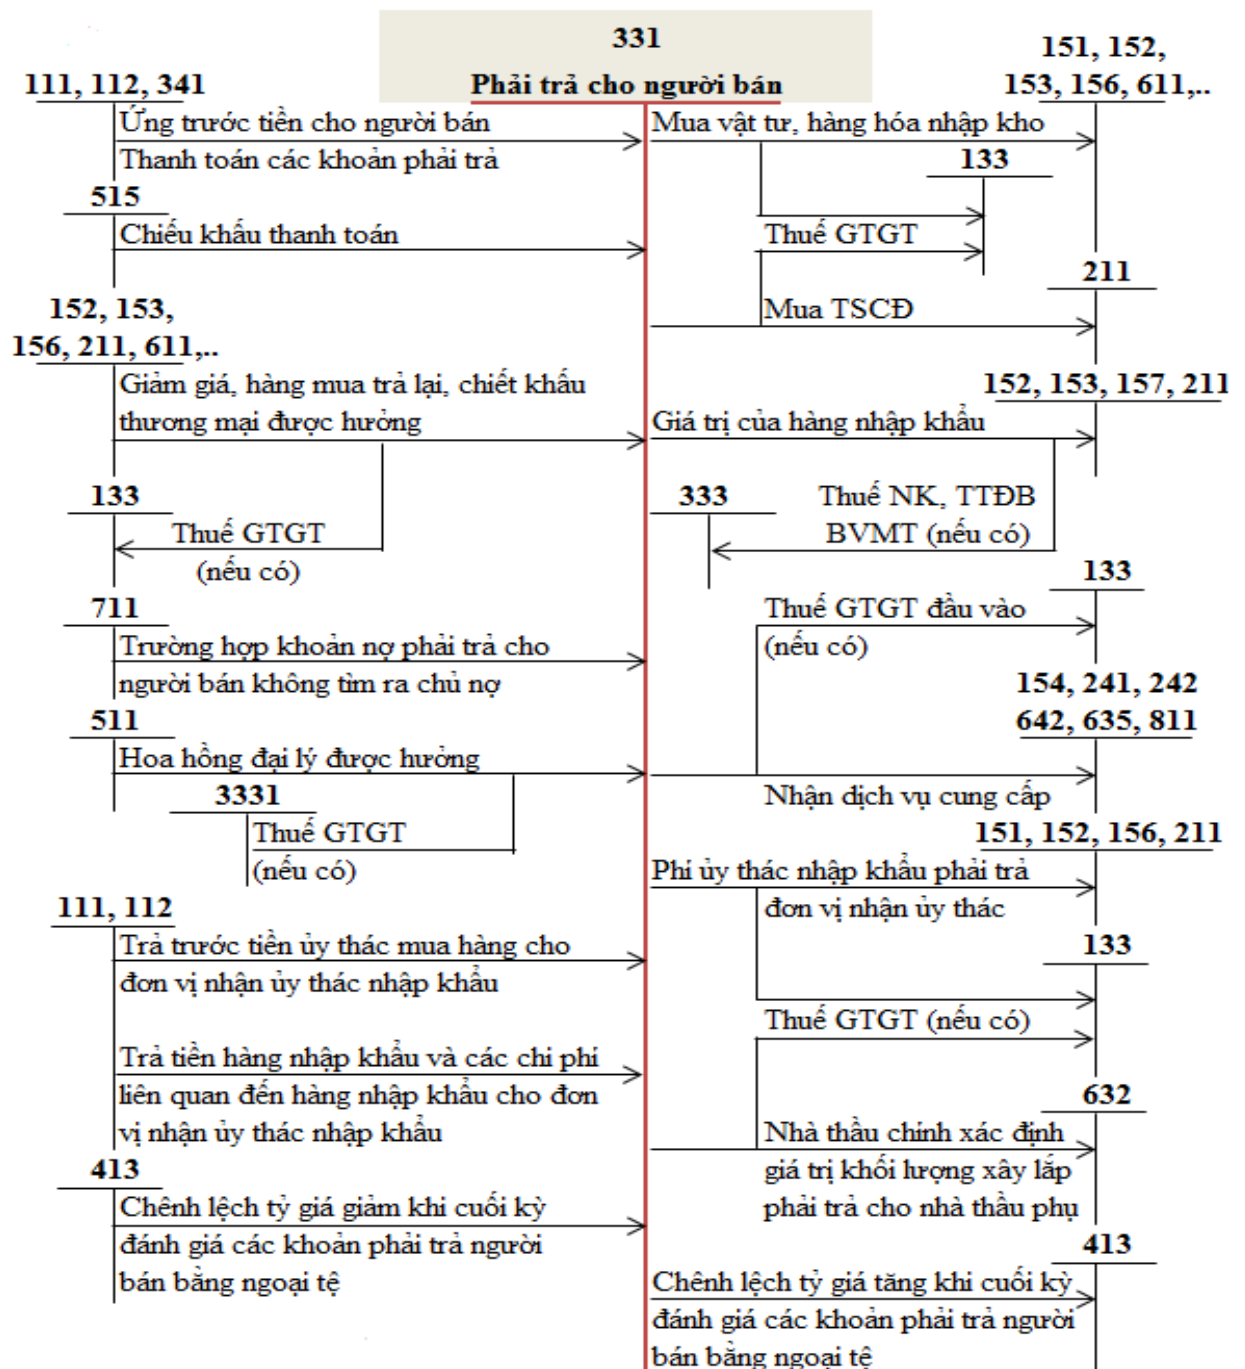 331
Phải trả cho người bán
111, 112, 341
Ứng trước tiền cho người bán
Thanh toán các khoản phải trả
515
Chiếu khấu thanh toán
152, 153,
156, 211, 611,..
Giảm giá, hàng mua trả lại, chiết khấu
thương mại được hưởng
133
Thuế GTGT
(nếu có)
711
Trường hợp khoản nợ phải trả cho
người bán không tìm ra chủ nợ
511
Hoa hồng đại lý được hưởng
3331
Thuế GTGT
(nếu có)
111, 112
Trả trước tiền ủy thác mua hàng cho
đơn vị nhận ủy thác nhập khẩu
Trả tiền hàng nhập khẩu và các chi phí
liên quan đến hàng nhập khẩu cho đơn
vị nhận ủy thác nhập khẩu
413
Chênh lệch tỷ giá giảm khi cuối kỳ
đánh giá các khoản phải trả người
bán bằng ngoại tệ
151, 152,
153, 156, 611,..
Mua vật tư, hàng hóa nhập kho
133
Thuế GTGT
211
Mua TSCĐ
152, 153, 157, 211
Giá trị của hàng nhập khẩu
333
Thuế NK, TTĐB
BVMT (nếu có)
133
Thuế GTGT đầu vào
(nếu có)
154, 241, 242
642, 635, 811
Nhận dịch vụ cung cấp
151, 152, 156, 211
Phí ủy thác nhập khẩu phải trả
đơn vị nhận ủy thác
133
Thuế GTGT (nếu có)
632
Nhà thầu chính xác định
giá trị khối lượng xây lắp
phải trả cho nhà thầu phụ
413
Chênh lệch tỷ giá tăng khi cuối kỳ
đánh giá các khoản phải trả người
bán bằng ngoại tệ